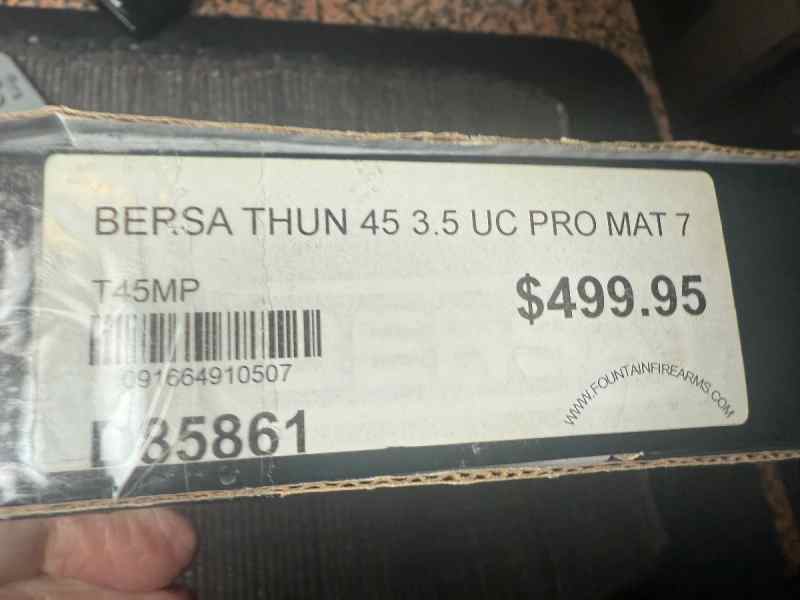 BERSA THUN 45 3.5 UC PRO MAT 7
T45MP
$499.95
091664910507
WWW.FOUNTAINFIREARMS.COM
85861